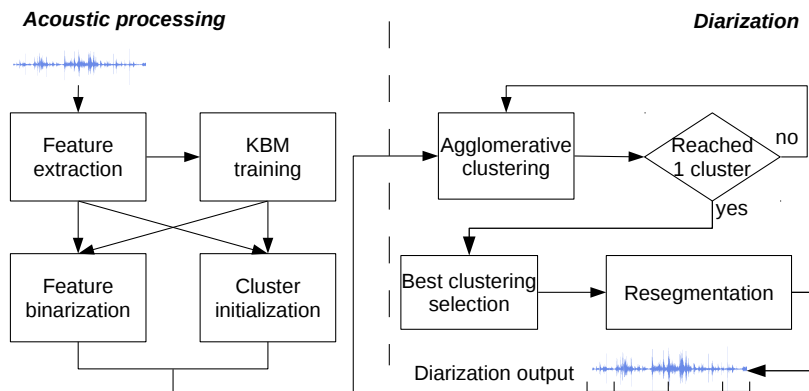 Acoustic processing
Diarization
Feature
extraction
KBM
training
Agglomerative
clustering
Reached
1 cluster
no
yes
Feature
binarization
Cluster
initialization
Best clustering
selection
Resegmentation
Diarization output